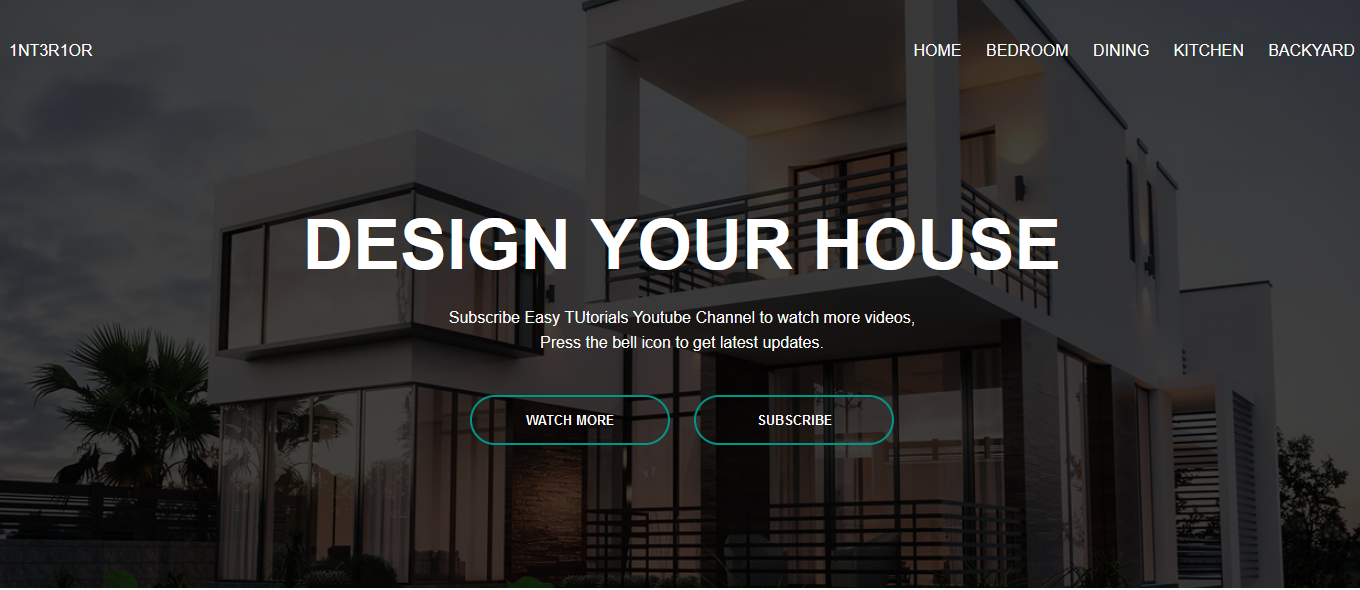 1NT3R1OR
HOME BEDROOM DINING KITCHEN BACKYARD
DESIGN YOUR HOUSE
Subscribe Easy TUtorials Youtube Channel to watch more videos,
Press the bell icon to get latest updates.
WATCH MORE
SUBSCRIBE